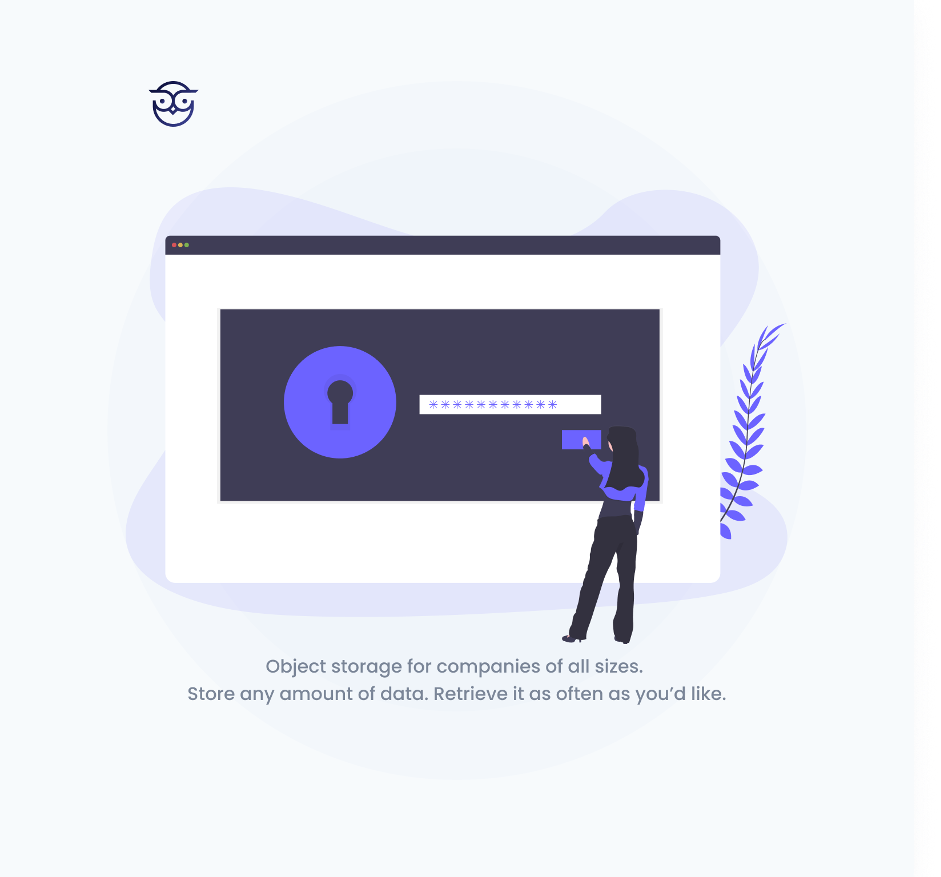 ***********
Object storage for companies of all sizes.
Store any amount of data. Retrieve it as often as you’d like.